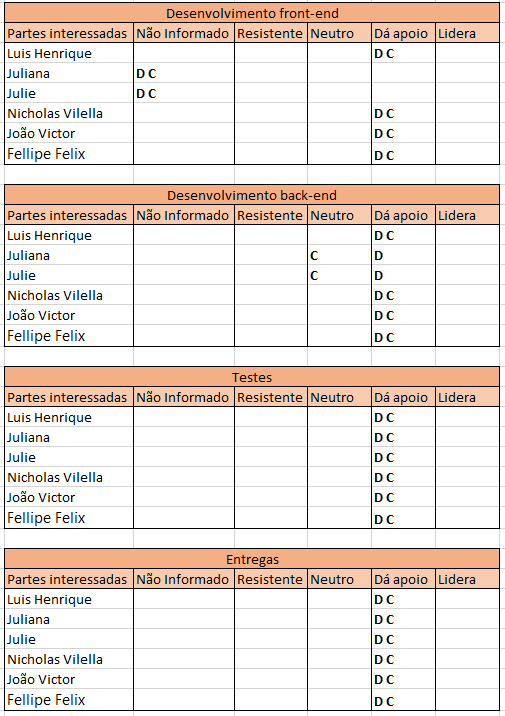 Desenvolvimento front-end
Partes interessadas Não Informado Resistente Neutro Dá apoio Lidera
Luis Henrique D C
Juliana D C
Julie D C
Nicholas Vilella D C
João Victor D C
Fellipe Felix D C
Desenvolvimento back-end
Partes interessadas Não Informado Resistente Neutro Dá apoio Lidera
Luis Henrique D C
Juliana C D
Julie C D
Nicholas Vilella D C
João Victor D C
Fellipe Felix D C
Testes
Partes interessadas Não Informado Resistente Neutro Dá apoio Lidera
Luis Henrique D C
Juliana D C
Julie D C
Nicholas Vilella D C
João Victor D C
Fellipe Felix D C
Entregas
Partes interessadas Não Informado Resistente Neutro Dá apoio Lidera
Luis Henrique D C
Juliana D C
Julie D C
Nicholas Vilella D C
João Victor D C
Fellipe Felix D C